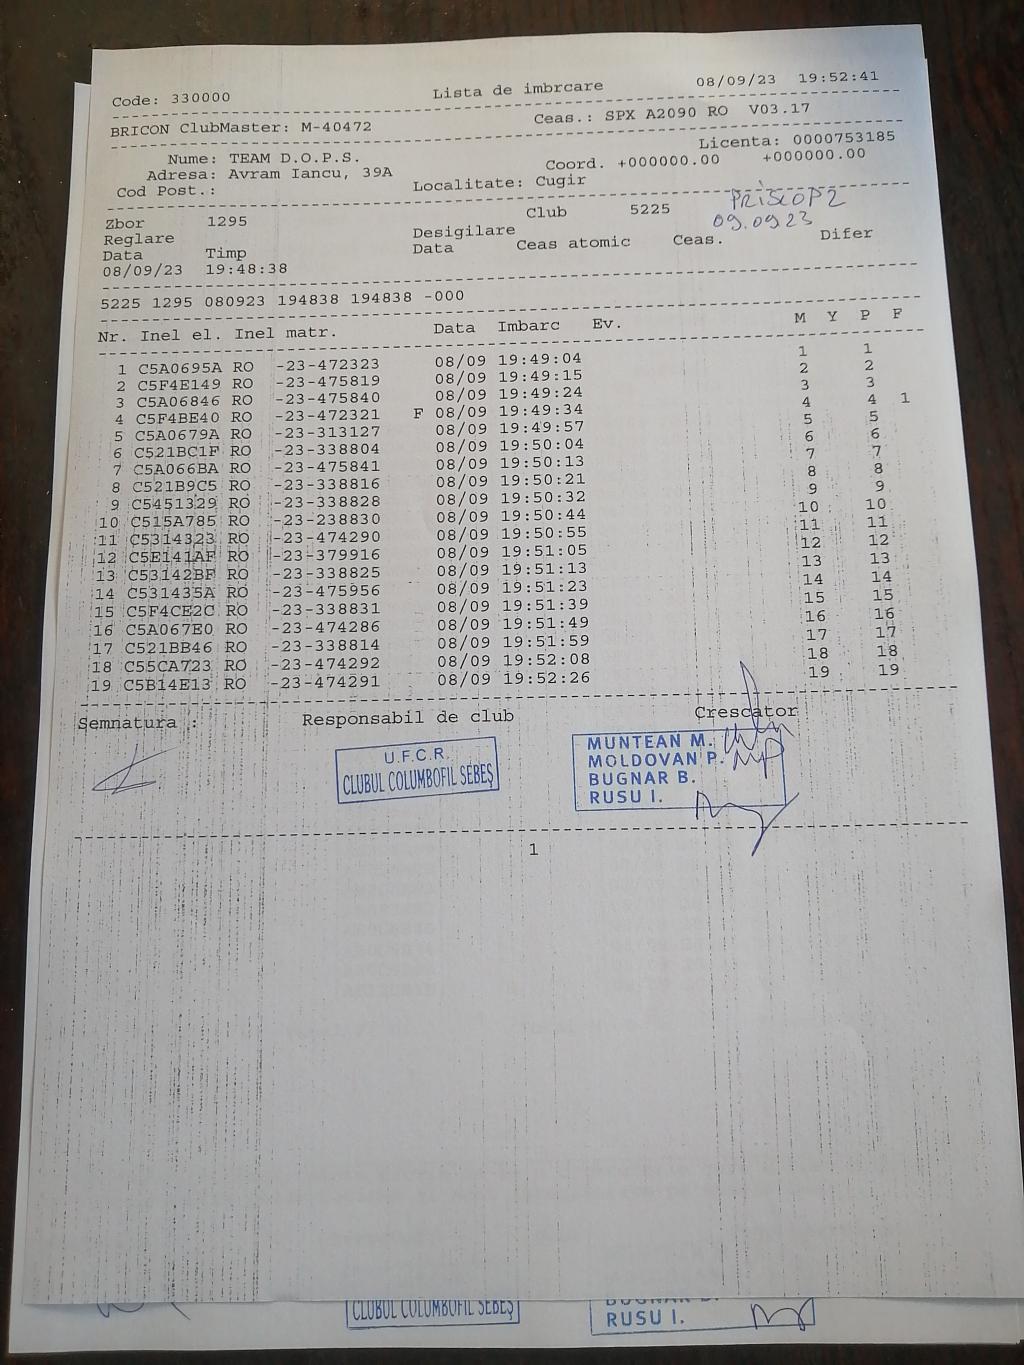 Code: 330000 Lista de imbrcare 08/09/23 19:52:41
BRICON ClubMaster: M-40472 Ceas.: SPX A2090 RO V03.17
Licenta: 0000753185
Nume: TEAM D.O.P.S. Coord. +000000.00 +000000.00
Adresa: Avram Iancu, 39A
Cod Post.: Localitate: Cugir
PRISLOP 2
Zbor 1295 Club 5225 09.09.23
Reglare Desigilare
Data Timp Data Ceas atomic Ceas. Difer
08/09/23 19:48:38
5225 1295 080923 194838 194838 -000
Nr. Inel el. Inel matr. Data Imbarc Ev. M Y P F
1 C5A0695A RO -23-472323 08/09 19:49:04 1 1
2 C5F4E149 RO -23-475819 08/09 19:49:15 2 2
3 C5A06846 RO -23-475840 08/09 19:49:24 3 3
4 C5F4BE40 RO -23-472321 F 08/09 19:49:34 4 4 1
5 C5A0679A RO -23-313127 08/09 19:49:57 5 5
6 C521BC1F RO -23-338804 08/09 19:50:04 6 6
7 C5A066BA RO -23-475841 08/09 19:50:13 7 7
8 C521B9C5 RO -23-338816 08/09 19:50:21 8 8
9 C5451329 RO -23-338828 08/09 19:50:32 9 9
10 C515A785 RO -23-238830 08/09 19:50:44 10 10
11 C5314323 RO -23-474290 08/09 19:50:55 11 11
12 C5E141AF RO -23-379916 08/09 19:51:05 12 12
13 C53142BF RO -23-338825 08/09 19:51:13 13 13
14 C531435A RO -23-475956 08/09 19:51:23 14 14
15 C5F4CE2C RO -23-338831 08/09 19:51:39 15 15
16 C5A067E0 RO -23-474286 08/09 19:51:49 16 16
17 C521BB46 RO -23-338814 08/09 19:51:59 17 17
18 C55CA723 RO -23-474292 08/09 19:52:08 18 18
19 C5B14E13 RO -23-474291 08/09 19:52:26 19 19
Semnatura : Responsabil de club Crescator
U.F.C.R.
CLUBUL COLUMBOFIL SEBEȘ
MUNTEAN M.
MOLDOVAN P.
BUGNAR B.
RUSU I.
1
CLUBUL COLUMBOFIL SEBEȘ
RUSU I.